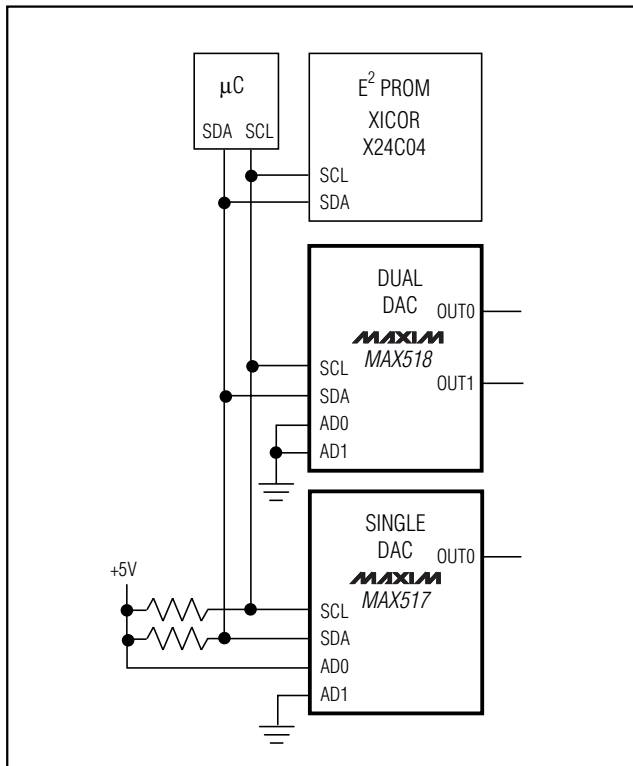 µC
SDA SCL
E² PROM
XICOR
X24C04
SCL
SDA
DUAL
DAC
MAXIM
MAX518
OUT0
OUT1
SCL
SDA
AD0
AD1
SINGLE
DAC
MAXIM
MAX517
OUT0
+5V
SCL
SDA
AD0
AD1